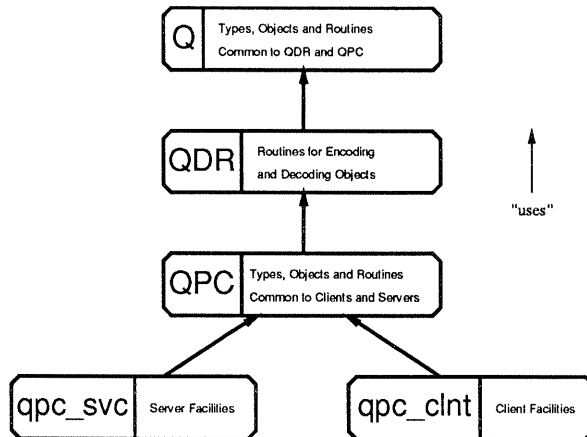 Q
Types, Objects and Routines
Common to QDR and QPC
QDR
Routines for Encoding
and Decoding Objects
"uses"
QPC
Types, Objects and Routines
Common to Clients and Servers
qpc_svc
Server Facilities
qpc_clnt
Client Facilities